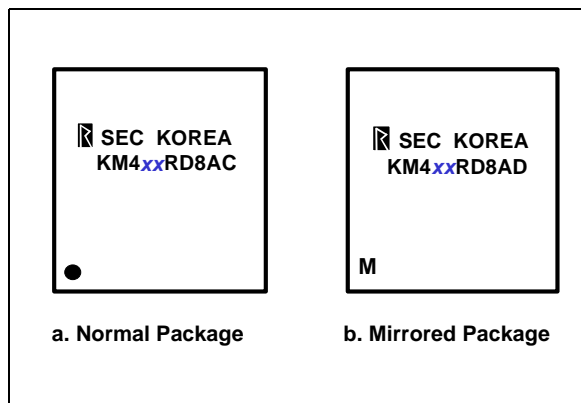 SEC KOREA
KM4xxRD8AC
SEC KOREA
KM4xxRD8AD
M
a. Normal Package
b. Mirrored Package